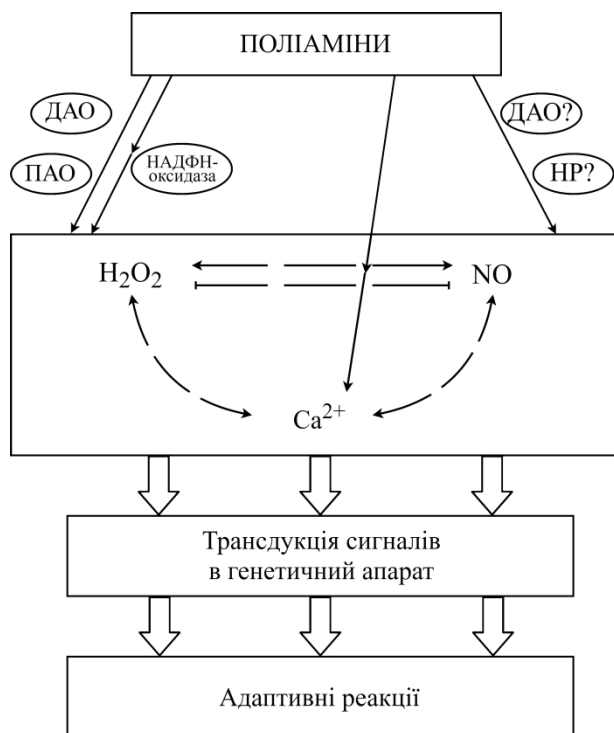 ПОЛІАМІНИ
ДАО
ДАО?
ПАО
НАДФН-
оксидаза
НР?
H₂O₂
NO
Ca²⁺
Трансдукція сигналів
в генетичний апарат
Адаптивні реакції